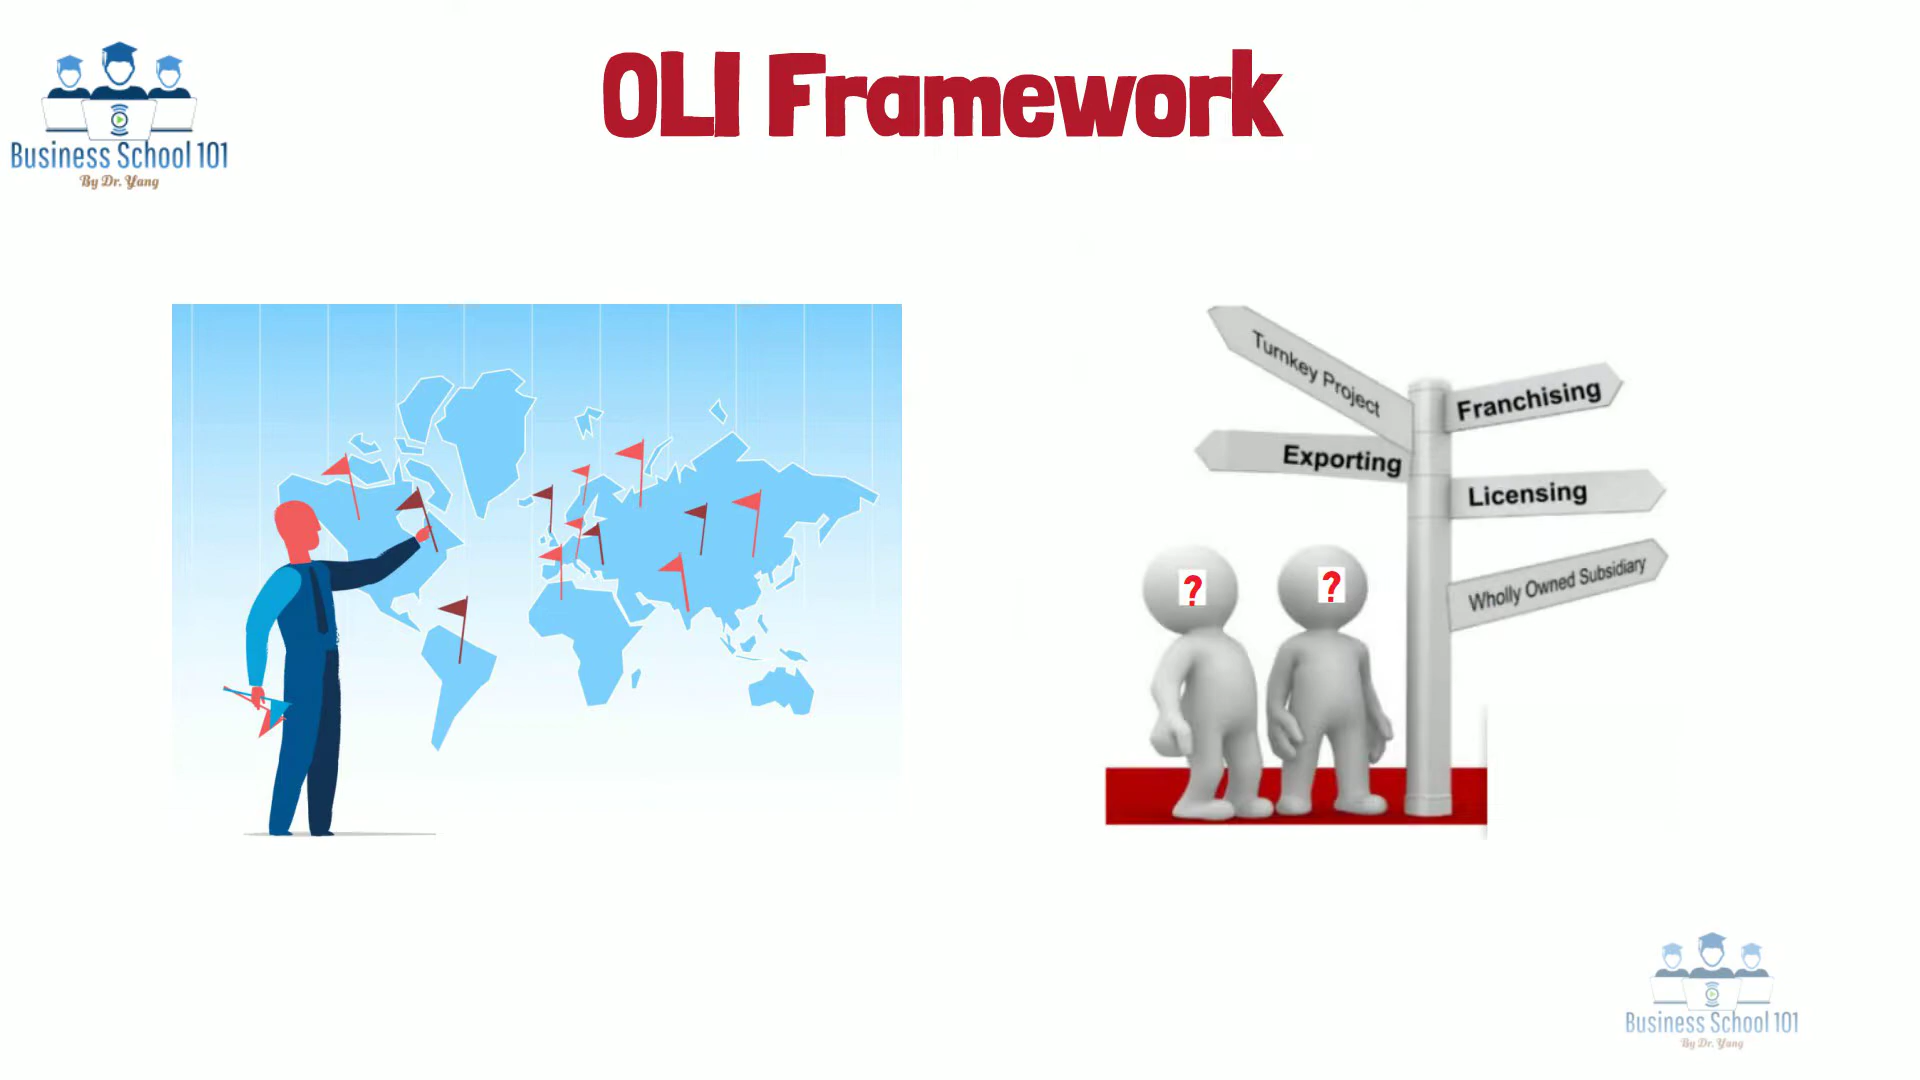 Business School 101
By Dr. Yang
OLI Framework
Turnkey Project
Franchising
Exporting
Licensing
Wholly Owned Subsidiary
?
?
Business School 101
By Dr. Yang